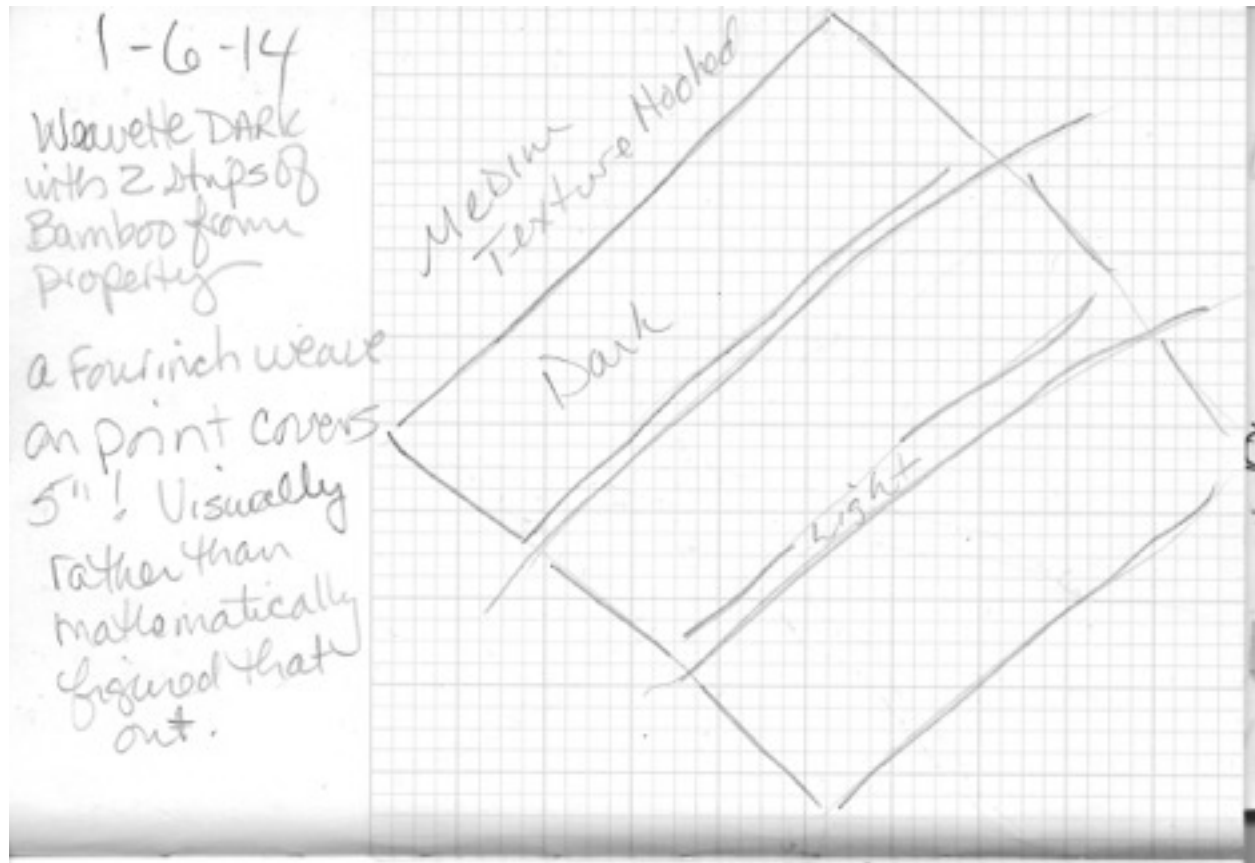 1-6-14
Weavette DARK
with 2 strips of
Bamboo from
property
a four inch weave
on point covers
5"! Visually
rather than
mathematically
figured that
out.
Medium
Texture Hooked
Dark
Light